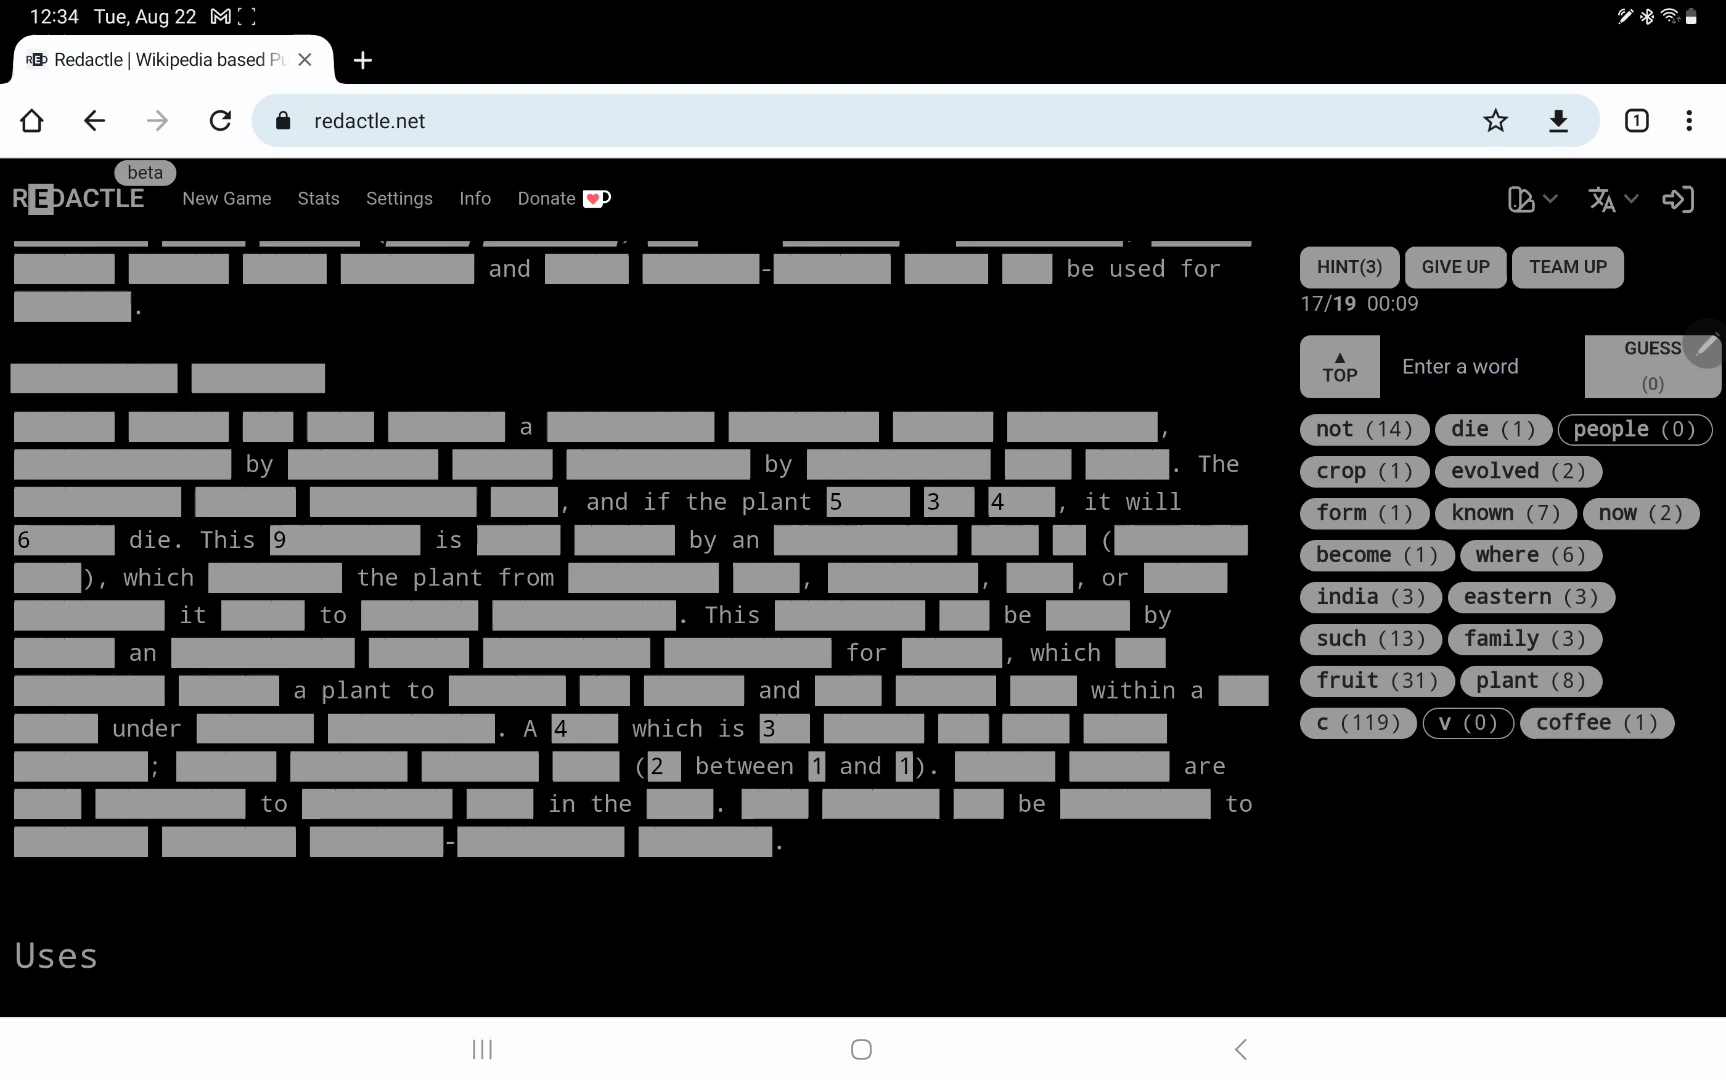 12:34 Tue, Aug 22
Redactle | Wikipedia based Pu
redactle.net
1
REDACTLE beta New Game Stats Settings Info Donate
and - be used for
.
a ,
by by . The
, and if the plant 5 3 4 , it will
6 die. This 9 is by an (
), which the plant from , , , or
it to . This be by
an for , which
a plant to and within a
under . A 4 which is 3
; (2 between 1 and 1). are
to in the . be to
- .
Uses
HINT(3) GIVE UP TEAM UP
17/19 00:09
▲ TOP Enter a word GUESS (0)
not (14) die (1) people (0)
crop (1) evolved (2)
form (1) known (7) now (2)
become (1) where (6)
india (3) eastern (3)
such (13) family (3)
fruit (31) plant (8)
c (119) v (0) coffee (1)